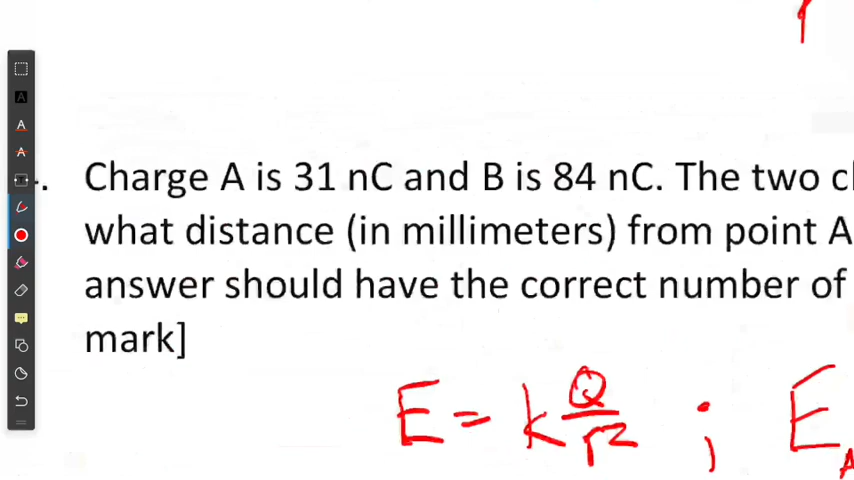 Charge A is 31 nC and B is 84 nC. The two
what distance (in millimeters) from point A
answer should have the correct number of
mark]
E = k Q/r² ; E_A